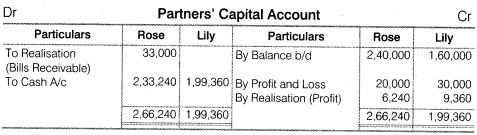 Dr Partners' Capital Account Cr
Particulars Rose Lily Particulars Rose Lily
To Realisation 33,000 By Balance b/d 2,40,000 1,60,000
(Bills Receivable)
To Cash A/c 2,33,240 1,99,360 By Profit and Loss 20,000 30,000
By Realisation (Profit) 6,240 9,360
2,66,240 1,99,360 2,66,240 1,99,360